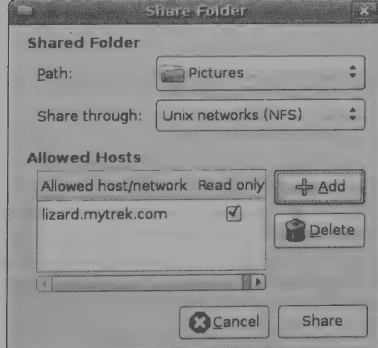 Share Folder
Shared Folder
Path:
Pictures
Share through:
Unix networks (NFS)
Allowed Hosts
Allowed host/network Read only
lizard.mytrek.com
Add
Delete
Cancel
Share